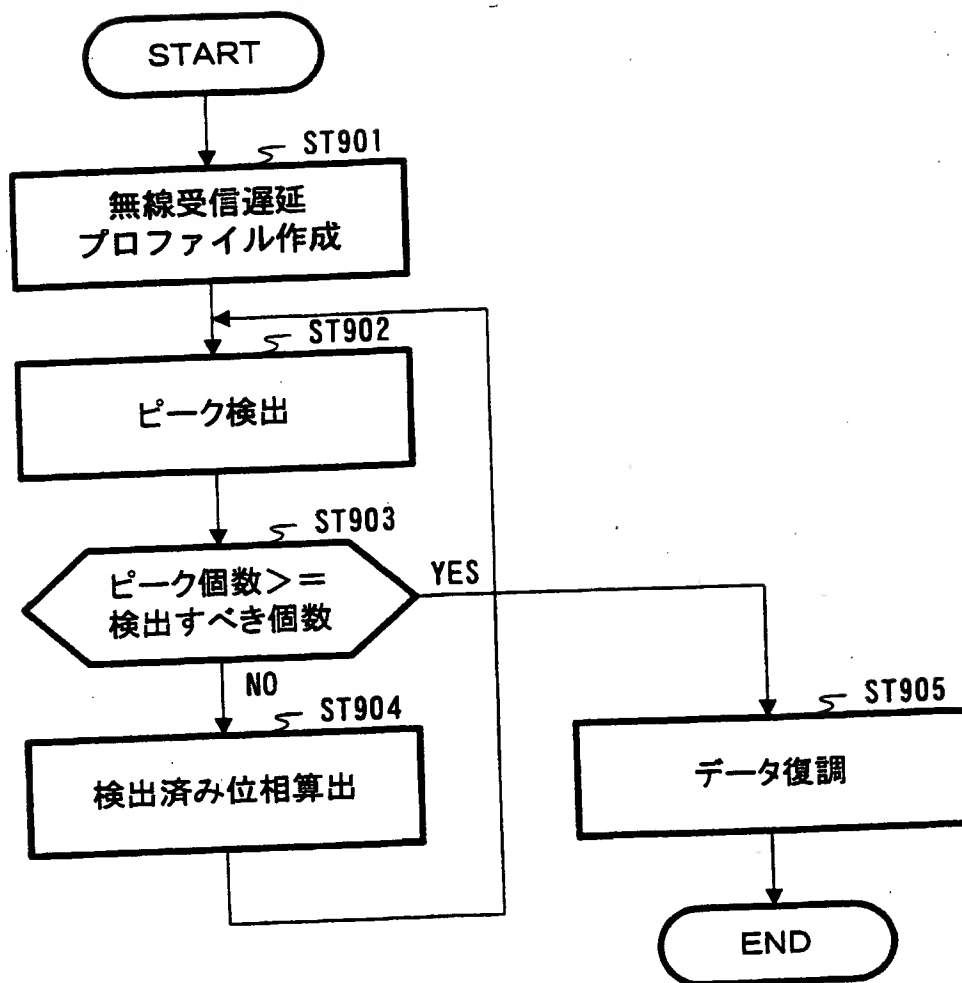 START
ST901
無線受信遅延
プロファイル作成
ST902
ピーク検出
ST903
ピーク個数>=
検出すべき個数
YES
NO
ST904
検出済み位相算出
ST905
データ復調
END